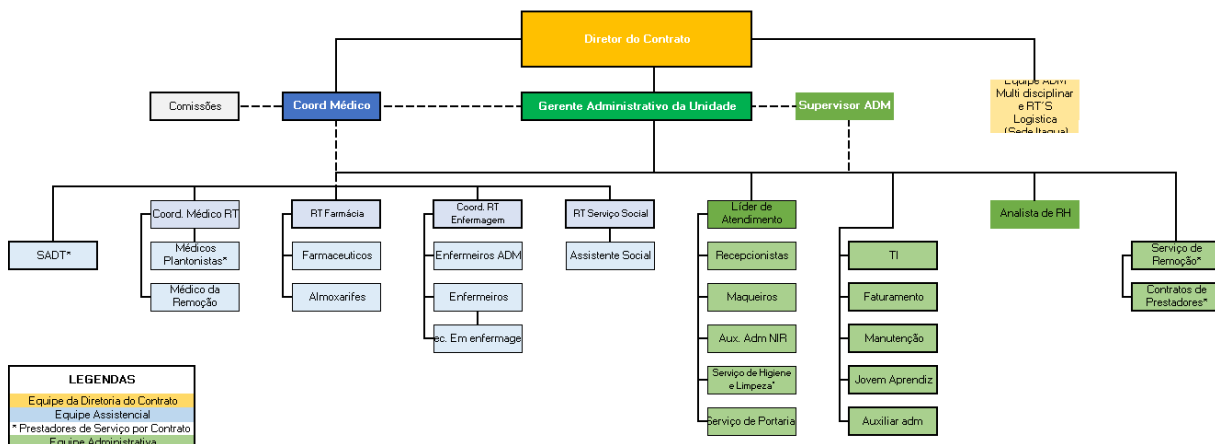 Diretor do Contrato
Comissões
Coord Médico
Gerente Administrativo da Unidade
Supervisor ADM
Equipe ADM
Multi disciplinar
e RT'S
Logistica
(Sede Itagua)
Coord. Médico RT
RT Farmácia
Coord. RT
Enfermagem
RT Serviço Social
Líder de
Atendimento
Analista de RH
SADT*
Médicos
Plantonistas*
Farmaceuticos
Enfermeiros ADM
Assistente Social
Recepcionistas
TI
Serviço de
Remoção*
Médico da
Remoção
Almoxarifes
Enfermeiros
Maqueiros
Faturamento
Contratos de
Prestadores*
ec. Em enfermage
Aux. Adm NIR
Manutenção
Serviço de Higiene
e Limpeza*
Jovem Aprendiz
Serviço de Portaria
Auxiliar adm
LEGENDAS
Equipe da Diretoria do Contrato
Equipe Assistencial
* Prestadores de Serviço por Contrato
Equipe Administrativa